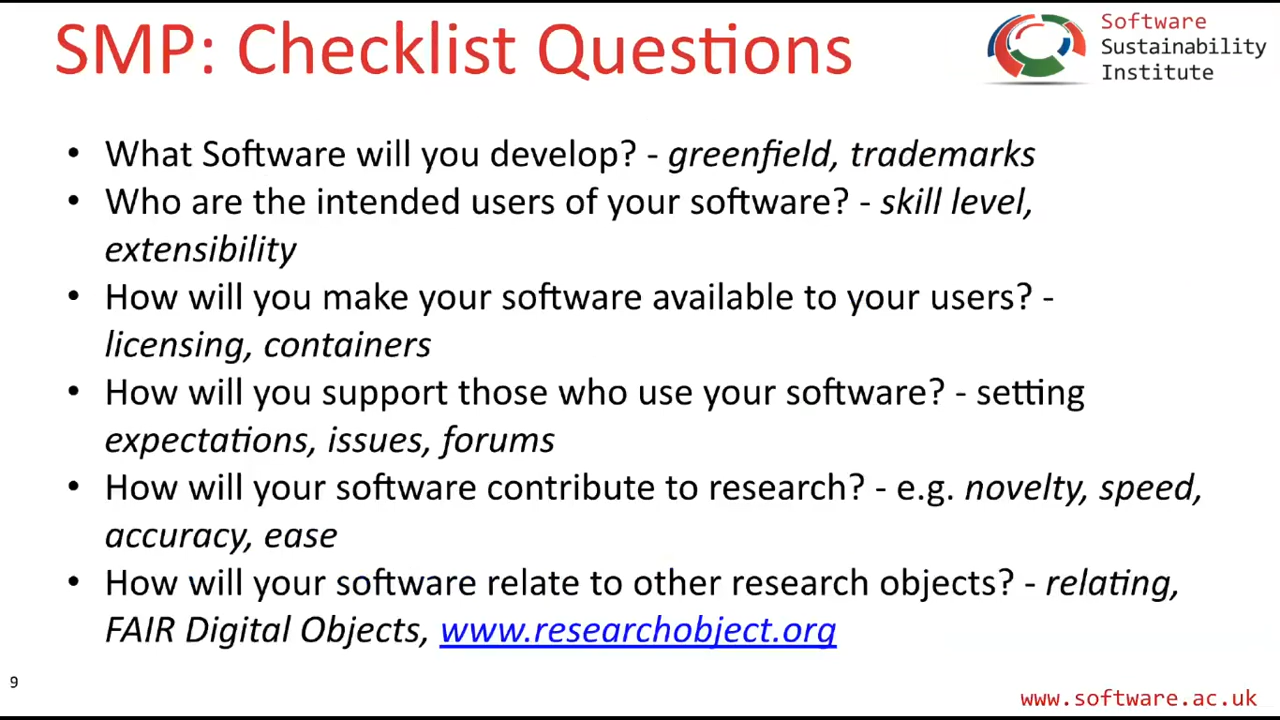 SMP: Checklist Questions
Software
Sustainability
Institute
• What Software will you develop? - greenfield, trademarks
• Who are the intended users of your software? - skill level,
extensibility
• How will you make your software available to your users? -
licensing, containers
• How will you support those who use your software? - setting
expectations, issues, forums
• How will your software contribute to research? - e.g. novelty, speed,
accuracy, ease
• How will your software relate to other research objects? - relating,
FAIR Digital Objects, www.researchobject.org
9
www.software.ac.uk